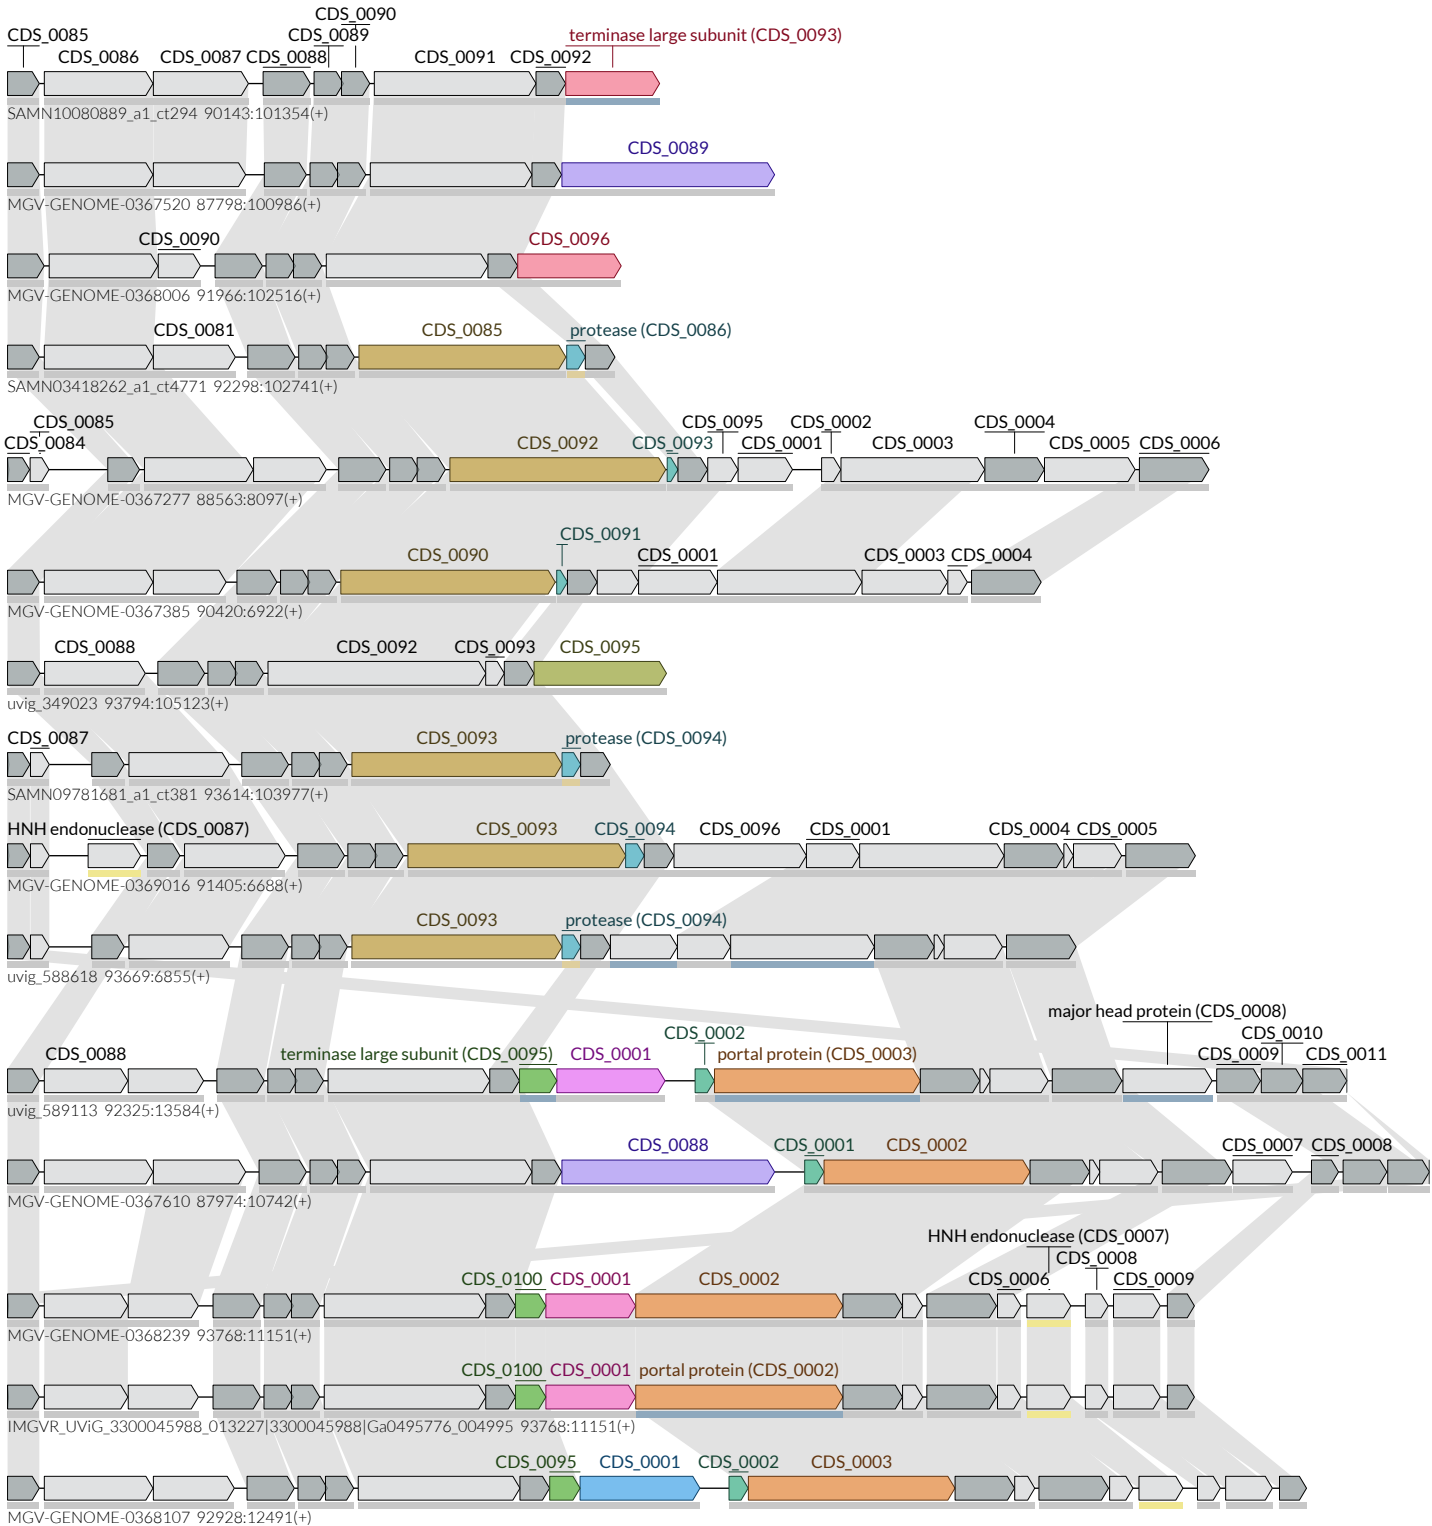 CDS_0090
CDS_0085 CDS_0089 terminase large subunit (CDS_0093)
CDS_0086 CDS_0087 CDS_0088 CDS_0091 CDS_0092
SAMN10080889_a1_ct294 90143:101354(+)
CDS_0089
MGV-GENOME-0367520 87798:100986(+)
CDS_0090 CDS_0096
MGV-GENOME-0368006 91966:102516(+)
CDS_0081 CDS_0085 protease (CDS_0086)
SAMN03418262_a1_ct4771 92298:102741(+)
CDS_0085 CDS_0095 CDS_0002 CDS_0004
CDS_0084 CDS_0092 CDS_0093 CDS_0001 CDS_0003 CDS_0005 CDS_0006
MGV-GENOME-0367277 88563:8097(+)
CDS_0091
CDS_0090 CDS_0001 CDS_0003 CDS_0004
MGV-GENOME-0367385 90420:6922(+)
CDS_0088 CDS_0092 CDS_0093 CDS_0095
uvig_349023 93794:105123(+)
CDS_0087 CDS_0093 protease (CDS_0094)
SAMN09781681_a1_ct381 93614:103977(+)
HNH endonuclease (CDS_0087) CDS_0093 CDS_0094 CDS_0096 CDS_0001 CDS_0004 CDS_0005
MGV-GENOME-0369016 91405:6688(+)
CDS_0093 protease (CDS_0094)
uvig_588618 93669:6855(+)
major head protein (CDS_0008)
CDS_0002 CDS_0010
CDS_0088 terminase large subunit (CDS_0095) CDS_0001 portal protein (CDS_0003) CDS_0009 CDS_0011
uvig_589113 92325:13584(+)
CDS_0088 CDS_0001 CDS_0002 CDS_0007 CDS_0008
MGV-GENOME-0367610 87974:10742(+)
HNH endonuclease (CDS_0007)
CDS_0008
CDS_0100 CDS_0001 CDS_0002 CDS_0006 CDS_0009
MGV-GENOME-0368239 93768:11151(+)
CDS_0100 CDS_0001 portal protein (CDS_0002)
IMGVR_UViG_3300045988_013227|3300045988|Ga0495776_004995 93768:11151(+)
CDS_0095 CDS_0001 CDS_0002 CDS_0003
MGV-GENOME-0368107 92928:12491(+)